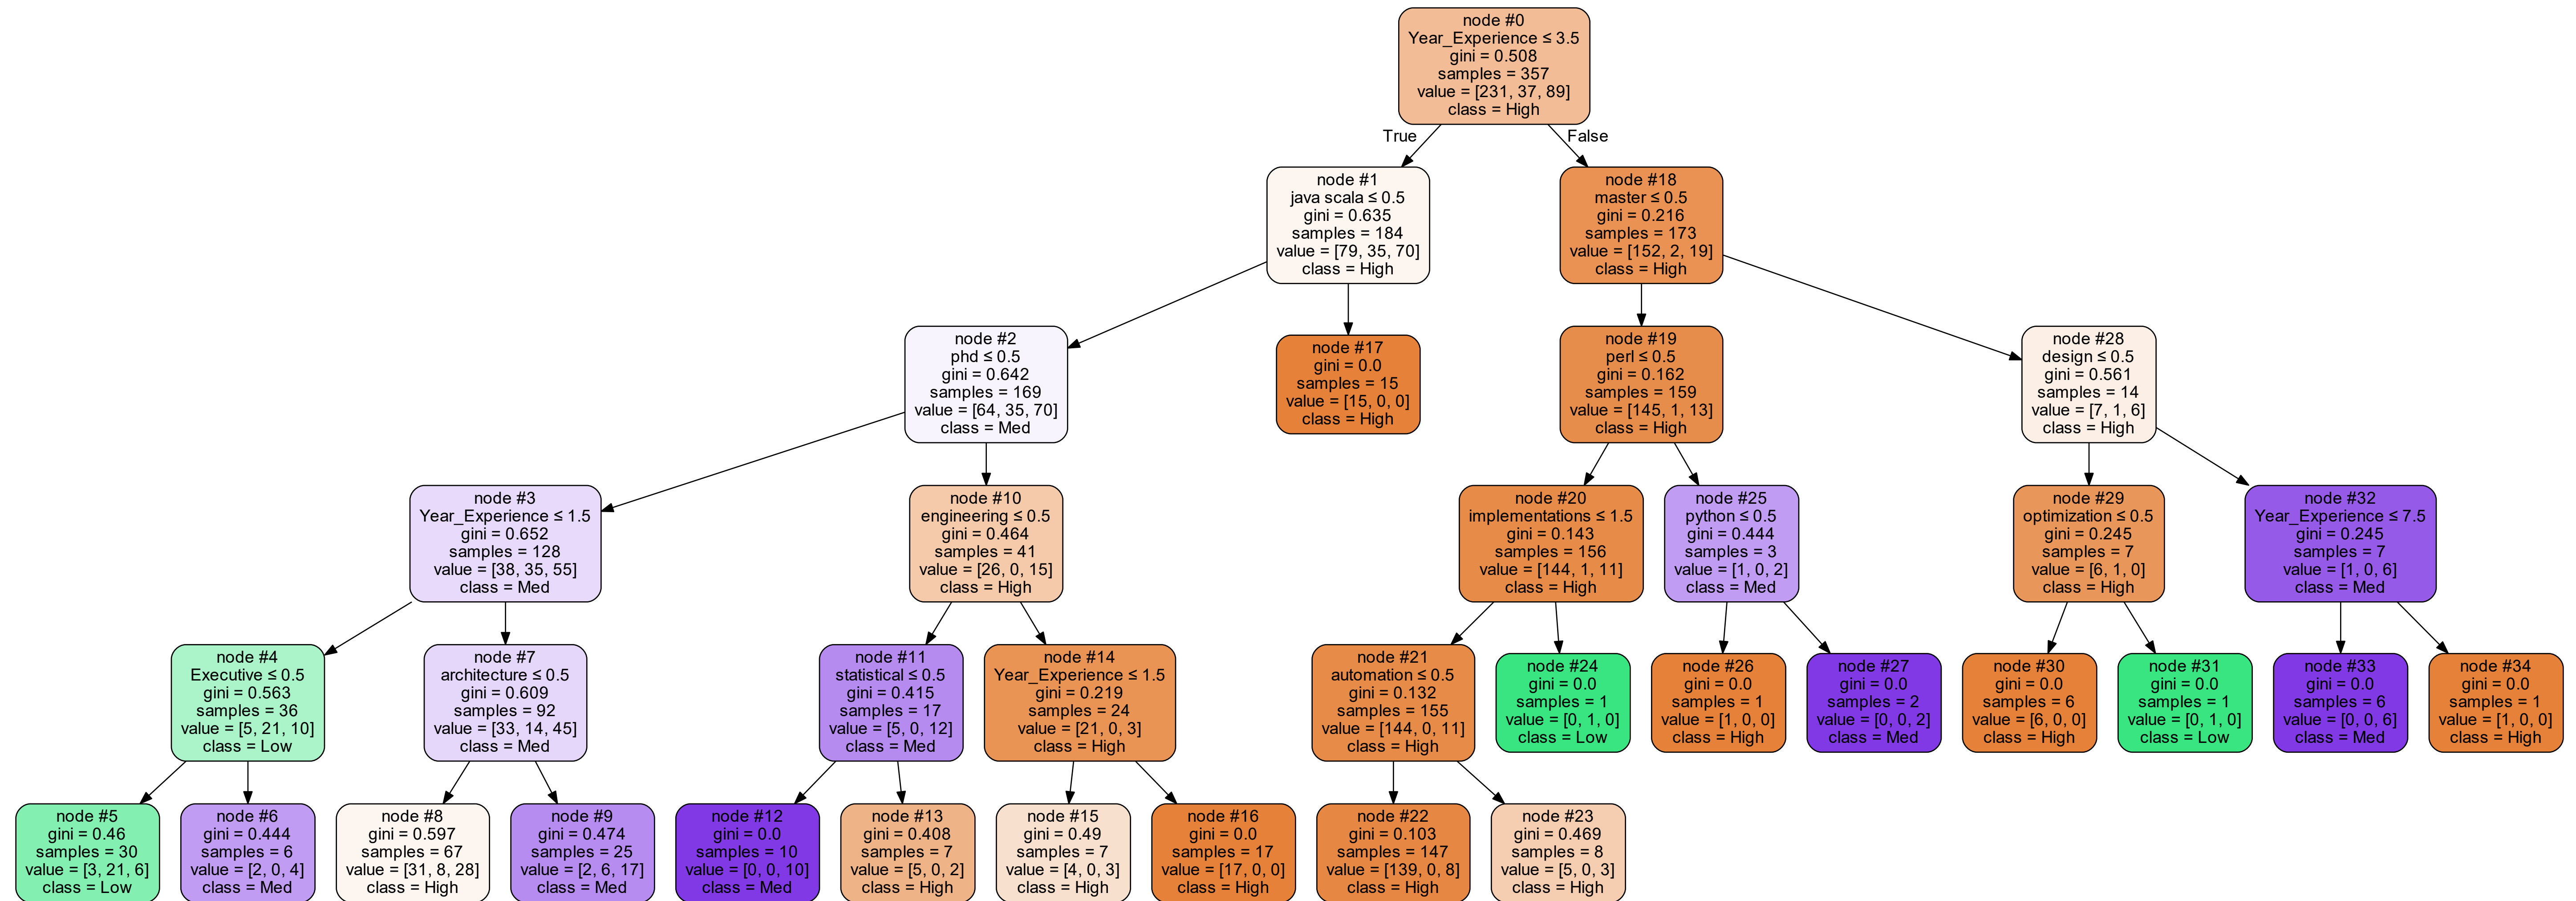 node #0
Year_Experience ≤ 3.5
gini = 0.508
samples = 357
value = [231, 37, 89]
class = High
True
False
node #1
java scala ≤ 0.5
gini = 0.635
samples = 184
value = [79, 35, 70]
class = High
node #18
master ≤ 0.5
gini = 0.216
samples = 173
value = [152, 2, 19]
class = High
node #2
phd ≤ 0.5
gini = 0.642
samples = 169
value = [64, 35, 70]
class = Med
node #17
gini = 0.0
samples = 15
value = [15, 0, 0]
class = High
node #19
perl ≤ 0.5
gini = 0.162
samples = 159
value = [145, 1, 13]
class = High
node #28
design ≤ 0.5
gini = 0.561
samples = 14
value = [7, 1, 6]
class = High
node #3
Year_Experience ≤ 1.5
gini = 0.652
samples = 128
value = [38, 35, 55]
class = Med
node #10
engineering ≤ 0.5
gini = 0.464
samples = 41
value = [26, 0, 15]
class = High
node #20
implementations ≤ 1.5
gini = 0.143
samples = 156
value = [144, 1, 11]
class = High
node #25
python ≤ 0.5
gini = 0.444
samples = 3
value = [1, 0, 2]
class = Med
node #29
optimization ≤ 0.5
gini = 0.245
samples = 7
value = [6, 1, 0]
class = High
node #32
Year_Experience ≤ 7.5
gini = 0.245
samples = 7
value = [1, 0, 6]
class = Med
node #4
Executive ≤ 0.5
gini = 0.563
samples = 36
value = [5, 21, 10]
class = Low
node #7
architecture ≤ 0.5
gini = 0.609
samples = 92
value = [33, 14, 45]
class = Med
node #11
statistical ≤ 0.5
gini = 0.415
samples = 17
value = [5, 0, 12]
class = Med
node #14
Year_Experience ≤ 1.5
gini = 0.219
samples = 24
value = [21, 0, 3]
class = High
node #21
automation ≤ 0.5
gini = 0.132
samples = 155
value = [144, 0, 11]
class = High
node #24
gini = 0.0
samples = 1
value = [0, 1, 0]
class = Low
node #26
gini = 0.0
samples = 1
value = [1, 0, 0]
class = High
node #27
gini = 0.0
samples = 2
value = [0, 0, 2]
class = Med
node #30
gini = 0.0
samples = 6
value = [6, 0, 0]
class = High
node #31
gini = 0.0
samples = 1
value = [0, 1, 0]
class = Low
node #33
gini = 0.0
samples = 6
value = [0, 0, 6]
class = Med
node #34
gini = 0.0
samples = 1
value = [1, 0, 0]
class = High
node #5
gini = 0.46
samples = 30
value = [3, 21, 6]
class = Low
node #6
gini = 0.444
samples = 6
value = [2, 0, 4]
class = Med
node #8
gini = 0.597
samples = 67
value = [31, 8, 28]
class = High
node #9
gini = 0.474
samples = 25
value = [2, 6, 17]
class = Med
node #12
gini = 0.0
samples = 10
value = [0, 0, 10]
class = Med
node #13
gini = 0.408
samples = 7
value = [5, 0, 2]
class = High
node #15
gini = 0.49
samples = 7
value = [4, 0, 3]
class = High
node #16
gini = 0.0
samples = 17
value = [17, 0, 0]
class = High
node #22
gini = 0.103
samples = 147
value = [139, 0, 8]
class = High
node #23
gini = 0.469
samples = 8
value = [5, 0, 3]
class = High